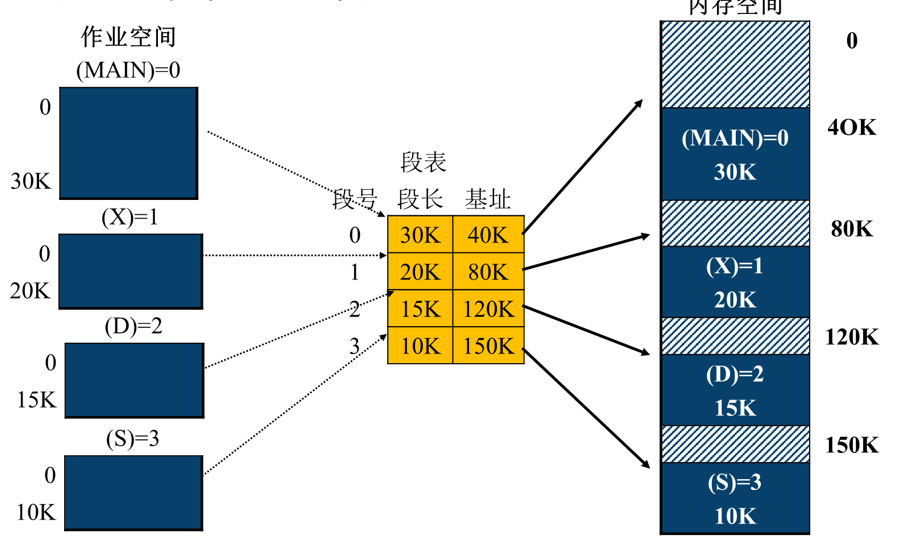 作业空间
(MAIN)=0
0
30K
(X)=1
0
20K
(D)=2
0
15K
(S)=3
0
10K
段表
段号 段长 基址
0 30K 40K
1 20K 80K
2 15K 120K
3 10K 150K
内存空间
0
4OK
(MAIN)=0
30K
80K
(X)=1
20K
120K
(D)=2
15K
150K
(S)=3
10K